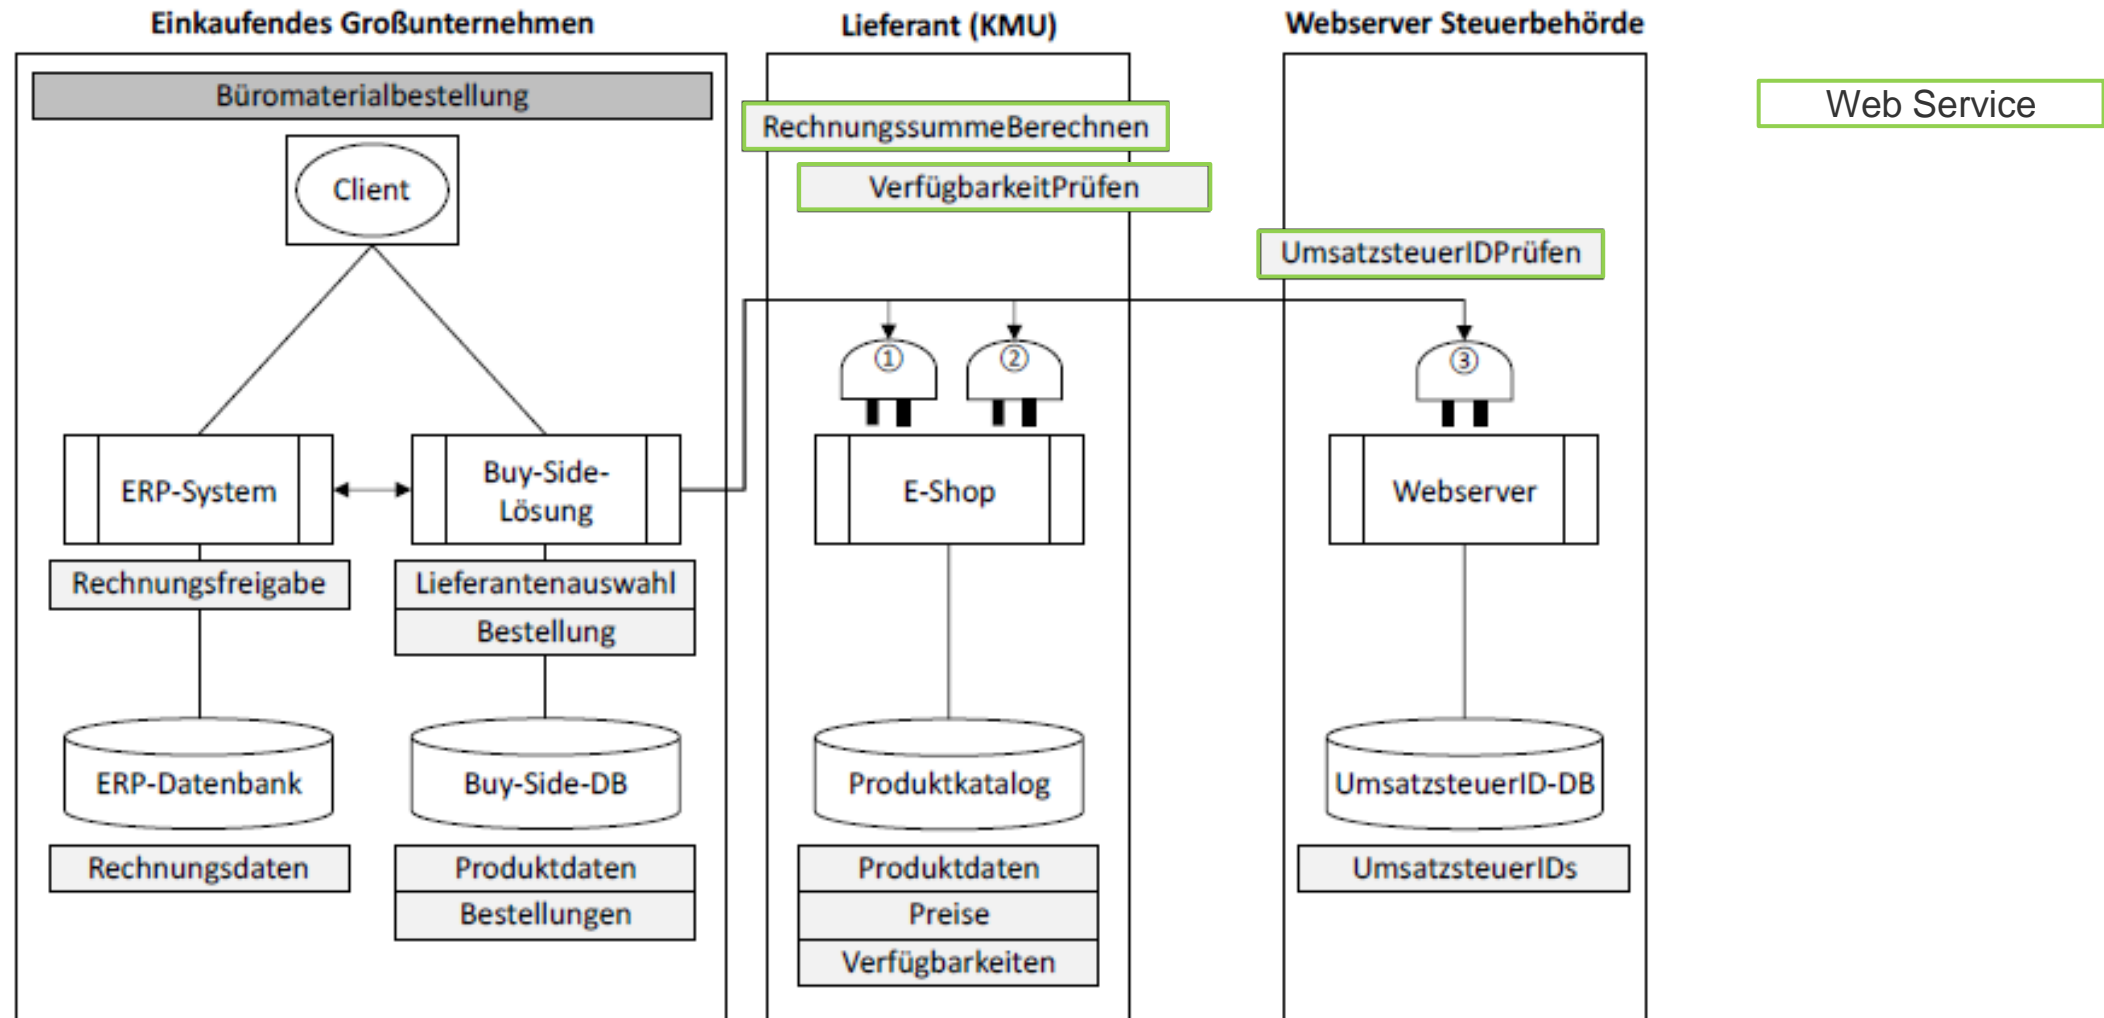 Einkaufendes Großunternehmen
Lieferant (KMU)
Webserver Steuerbehörde
Büromaterialbestellung
Web Service
RechnungssummeBerechnen
VerfügbarkeitPrüfen
Client
UmsatzsteuerIDPrüfen
①
②
③
ERP-System
Buy-Side-
Lösung
E-Shop
Webserver
Rechnungsfreigabe
Lieferantenauswahl
Bestellung
ERP-Datenbank
Buy-Side-DB
Produktkatalog
UmsatzsteuerID-DB
Rechnungsdaten
Produktdaten
Bestellungen
Produktdaten
Preise
Verfügbarkeiten
UmsatzsteuerIDs